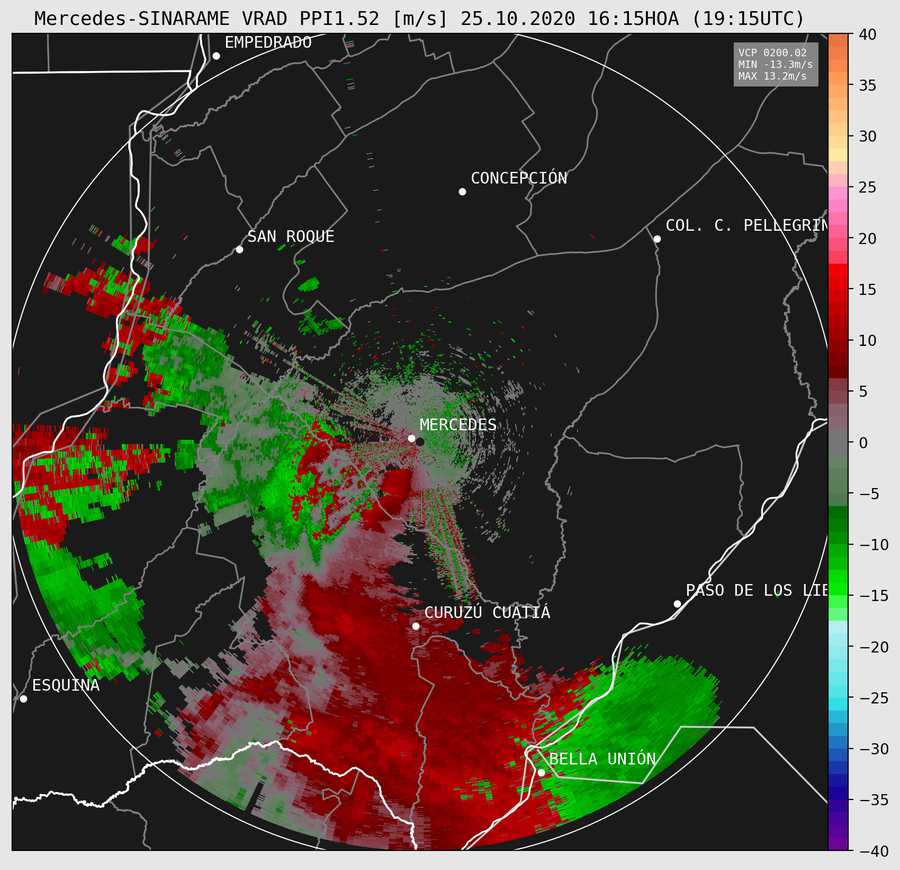 Mercedes-SINARAME VRAD PPI1.52 [m/s] 25.10.2020 16:15HOA (19:15UTC)
VCP 0200.02
MIN -13.3m/s
MAX 13.2m/s
EMPEDRADO
CONCEPCIÓN
SAN ROQUE
COL. C. PELLEGRIN
MERCEDES
PASO DE LOS LIE
CURUZÚ CUATIÁ
ESQUINA
BELLA UNIÓN
40
35
30
25
20
15
10
5
0
−5
−10
−15
−20
−25
−30
−35
−40